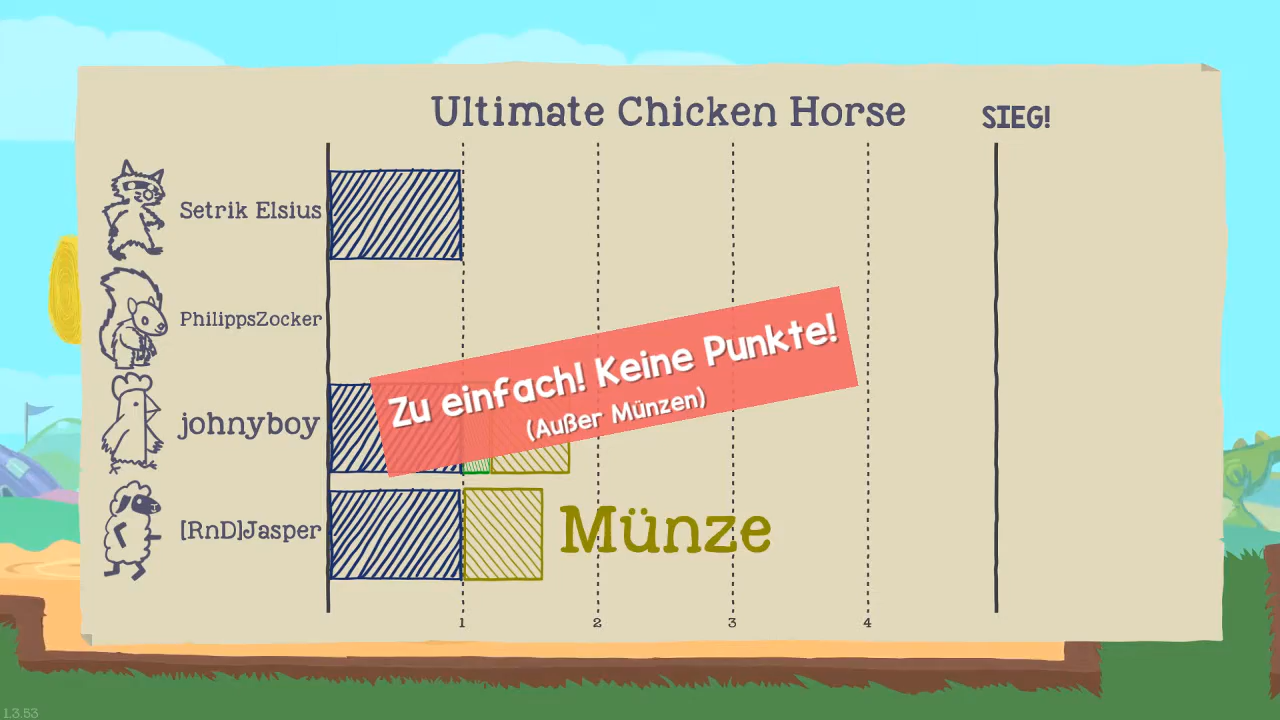 Ultimate Chicken Horse
SIEG!
Setrik Elsius
PhilippsZocker
Zu einfach! Keine Punkte!
(Außer Münzen)
johnyboy
[RnD]Jasper
Münze
1 2 3 4
1.3.53